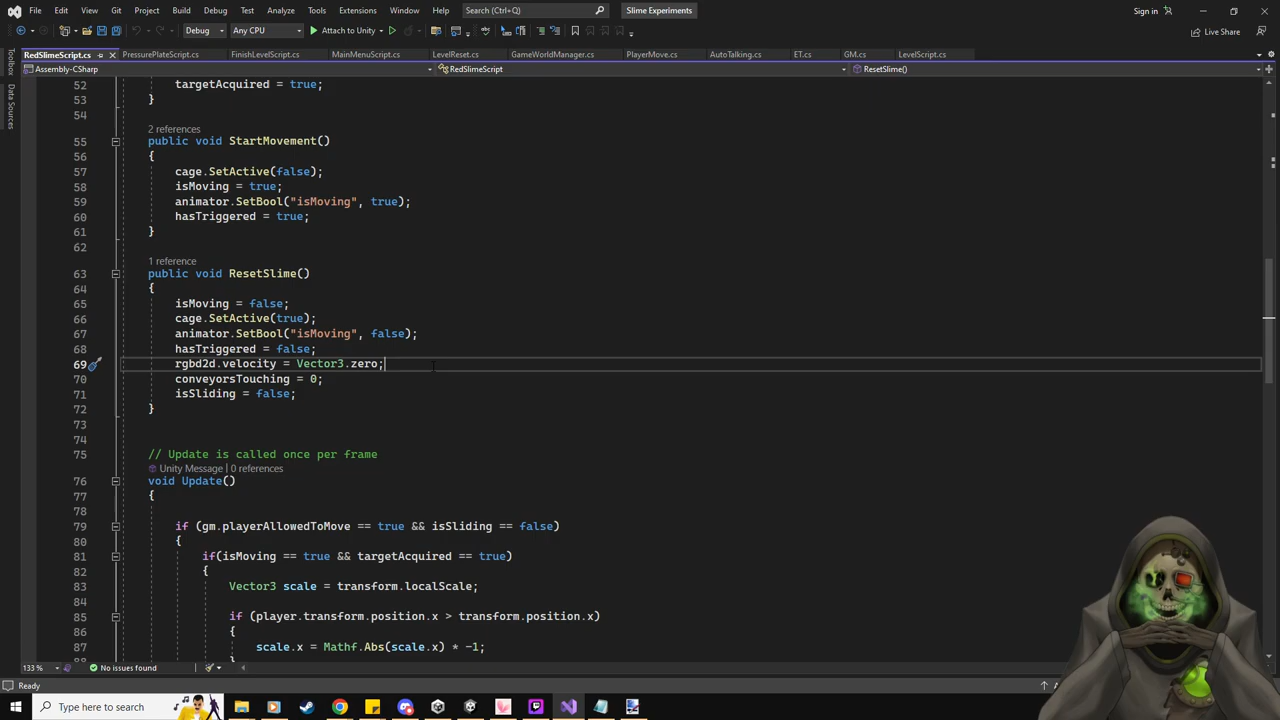 File Edit View Git Project Build Debug Test Analyze Tools Extensions Window Help Search (Ctrl+Q) Slime Experiments Sign in
Debug Any CPU Attach to Unity Live Share
RedSlimeScript.cs PressurePlateScript.cs FinishLevelScript.cs MainMenuScript.cs LevelReset.cs GameWorldManager.cs PlayerMove.cs AutoTalking.cs ET.cs GM.cs LevelScript.cs
Assembly-CSharp RedSlimeScript ResetSlime()
Toolbox
Data Sources
52 targetAcquired = true;
53 }
54
2 references
55 public void StartMovement()
56 {
57 cage.SetActive(false);
58 isMoving = true;
59 animator.SetBool("isMoving", true);
60 hasTriggered = true;
61 }
62
1 reference
63 public void ResetSlime()
64 {
65 isMoving = false;
66 cage.SetActive(true);
67 animator.SetBool("isMoving", false);
68 hasTriggered = false;
69 rgbd2d.velocity = Vector3.zero;
70 conveyorsTouching = 0;
71 isSliding = false;
72 }
73
74
75 // Update is called once per frame
Unity Message | 0 references
76 void Update()
77 {
78
79 if (gm.playerAllowedToMove == true && isSliding == false)
80 {
81 if(isMoving == true && targetAcquired == true)
82 {
83 Vector3 scale = transform.localScale;
84
85 if (player.transform.position.x > transform.position.x)
86 {
87 scale.x = Mathf.Abs(scale.x) * -1;
88 }
133 % No issues found
Ready
Type here to search